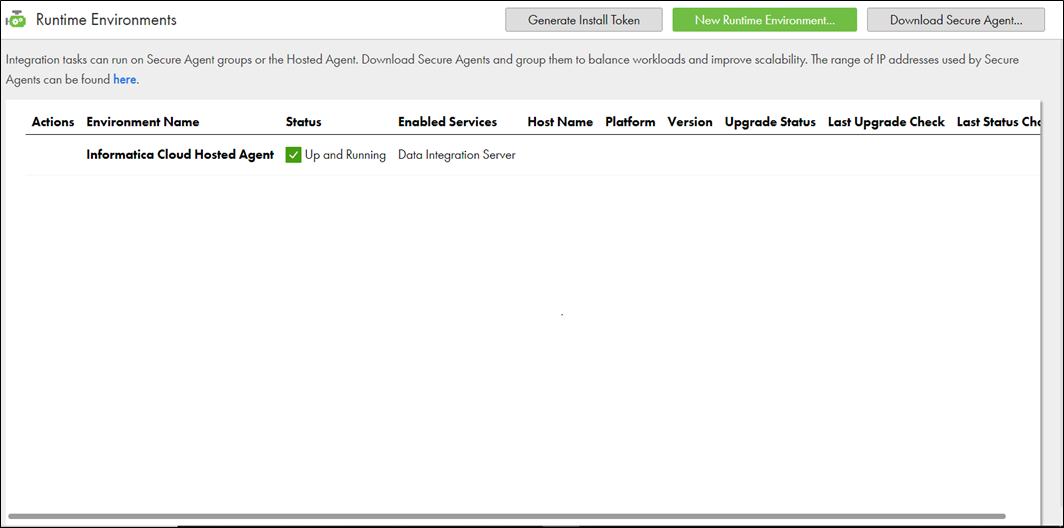 Runtime Environments
Generate Install Token
New Runtime Environment...
Download Secure Agent...
Integration tasks can run on Secure Agent groups or the Hosted Agent. Download Secure Agents and group them to balance workloads and improve scalability. The range of IP addresses used by Secure
Agents can be found here.
Actions Environment Name Status Enabled Services Host Name Platform Version Upgrade Status Last Upgrade Check Last Status Cha
Informatica Cloud Hosted Agent Up and Running Data Integration Server